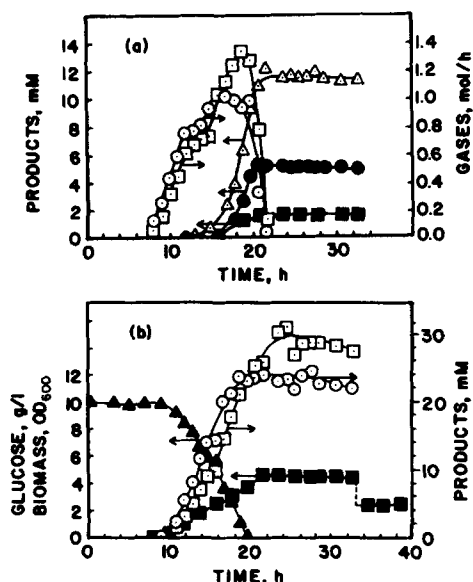 (a)
PRODUCTS, mM
14
12
10
8
6
4
2
0
GASES, mol/h
1.4
1.2
1.0
0.8
0.6
0.4
0.2
0.0
0 10 20 30
TIME, h
(b)
GLUCOSE, g/l
BIOMASS, OD600
12
10
8
6
4
2
0
PRODUCTS, mM
30
20
10
0
0 10 20 30 40
TIME, h